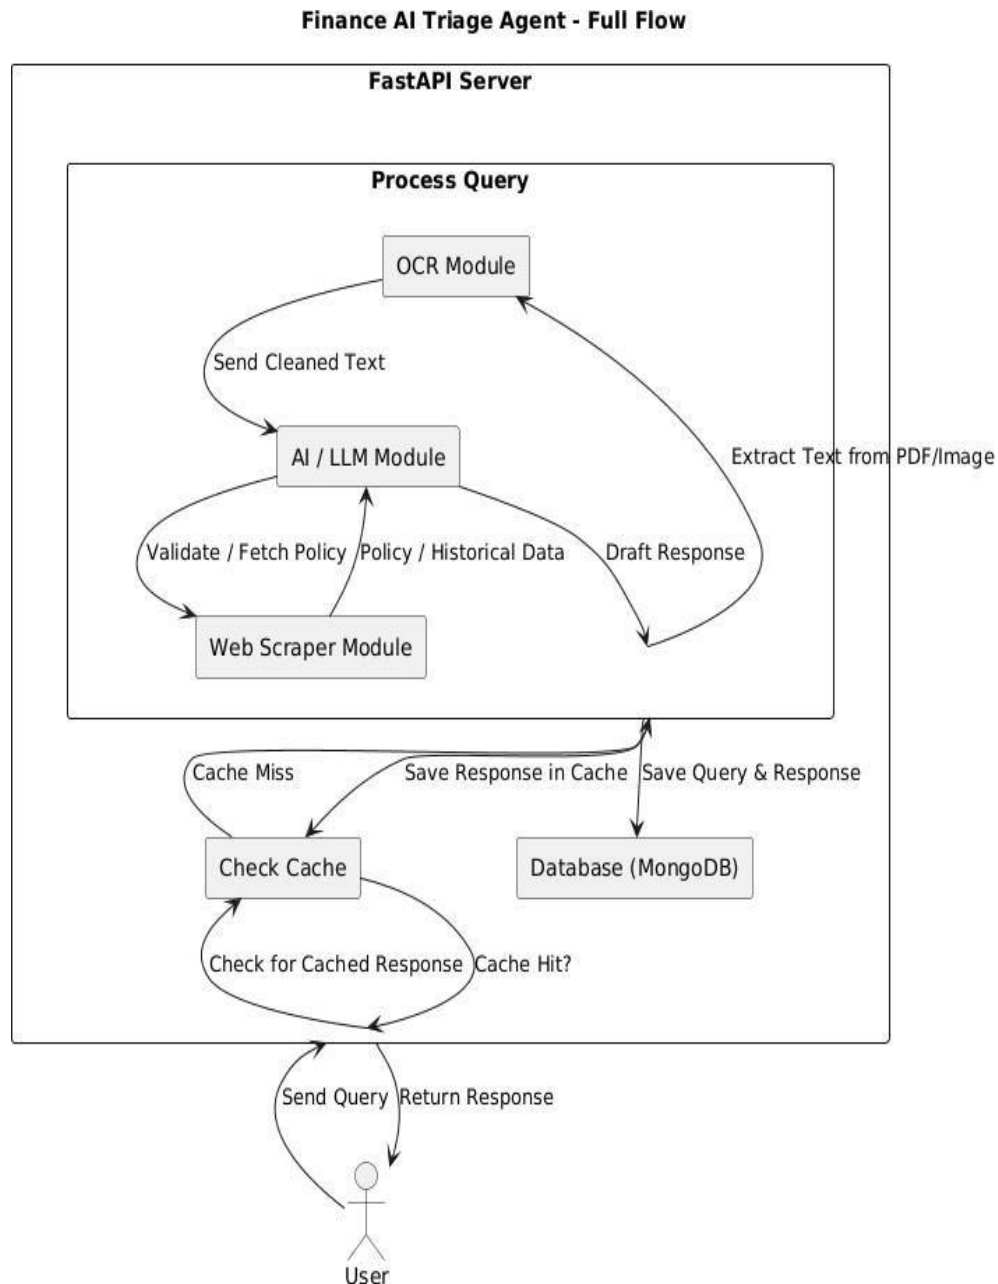 Finance AI Triage Agent - Full Flow
FastAPI Server
Process Query
OCR Module
Send Cleaned Text
AI / LLM Module
Extract Text from PDF/Image
Validate / Fetch Policy
Policy / Historical Data
Draft Response
Web Scraper Module
Cache Miss
Save Response in Cache
Save Query & Response
Check Cache
Database (MongoDB)
Check for Cached Response
Cache Hit?
Send Query
Return Response
User